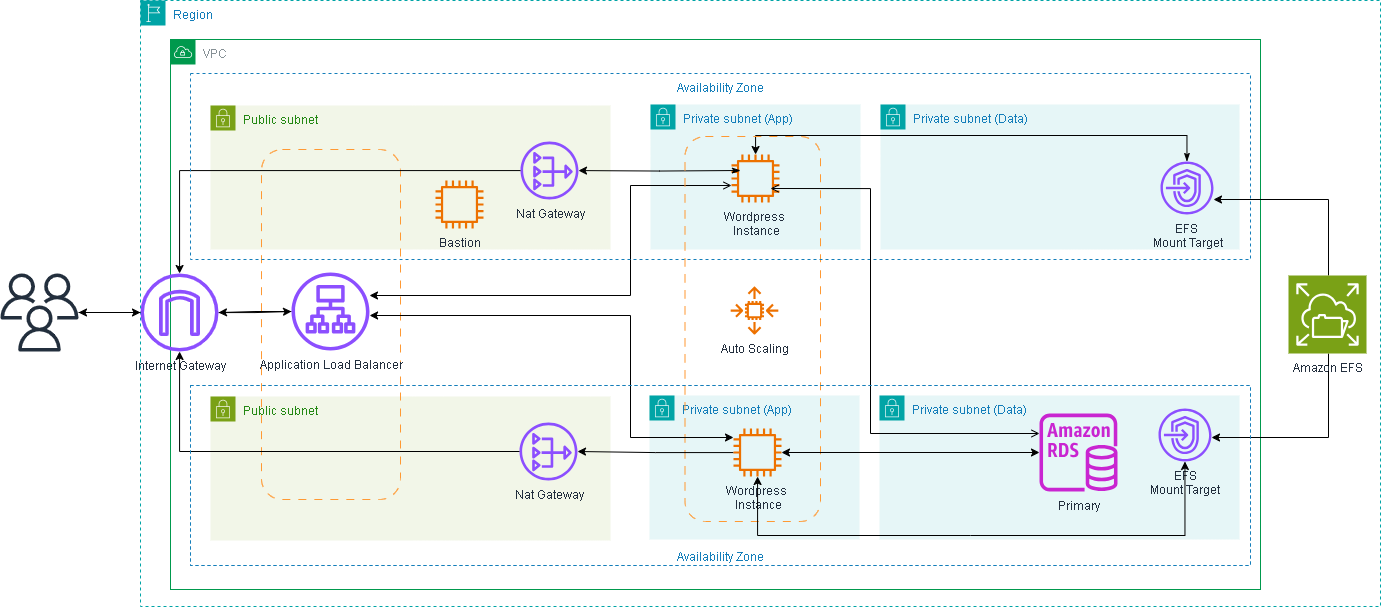 Region
VPC
Availability Zone
Public subnet
Private subnet (App)
Private subnet (Data)
Nat Gateway
Bastion
Wordpress
Instance
EFS
Mount Target
Internet Gateway
Application Load Balancer
Auto Scaling
Amazon EFS
Public subnet
Private subnet (App)
Private subnet (Data)
Amazon
RDS
Nat Gateway
Wordpress
Instance
Primary
EFS
Mount Target
Availability Zone